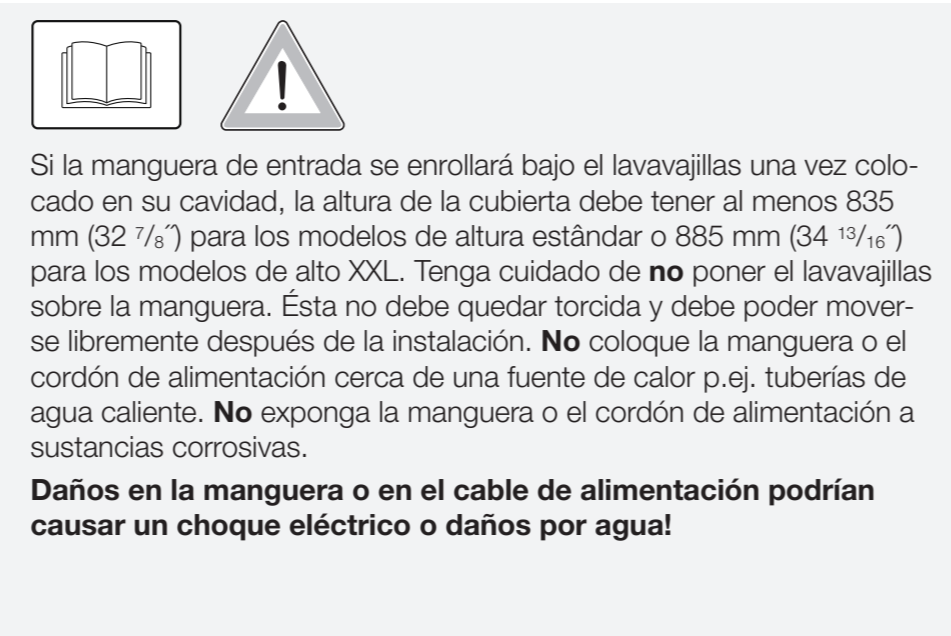 Si la manguera de entrada se enrollará bajo el lavavajillas una vez colo-
cado en su cavidad, la altura de la cubierta debe tener al menos 835
mm (32 7/8˝) para los modelos de altura estândar o 885 mm (34 13/16˝)
para los modelos de alto XXL. Tenga cuidado de no poner el lavavajillas
sobre la manguera. Ésta no debe quedar torcida y debe poder mover-
se libremente después de la instalación. No coloque la manguera o el
cordón de alimentación cerca de una fuente de calor p.ej. tuberías de
agua caliente. No exponga la manguera o el cordón de alimentación a
sustancias corrosivas.
Daños en la manguera o en el cable de alimentación podrían
causar un choque eléctrico o daños por agua!